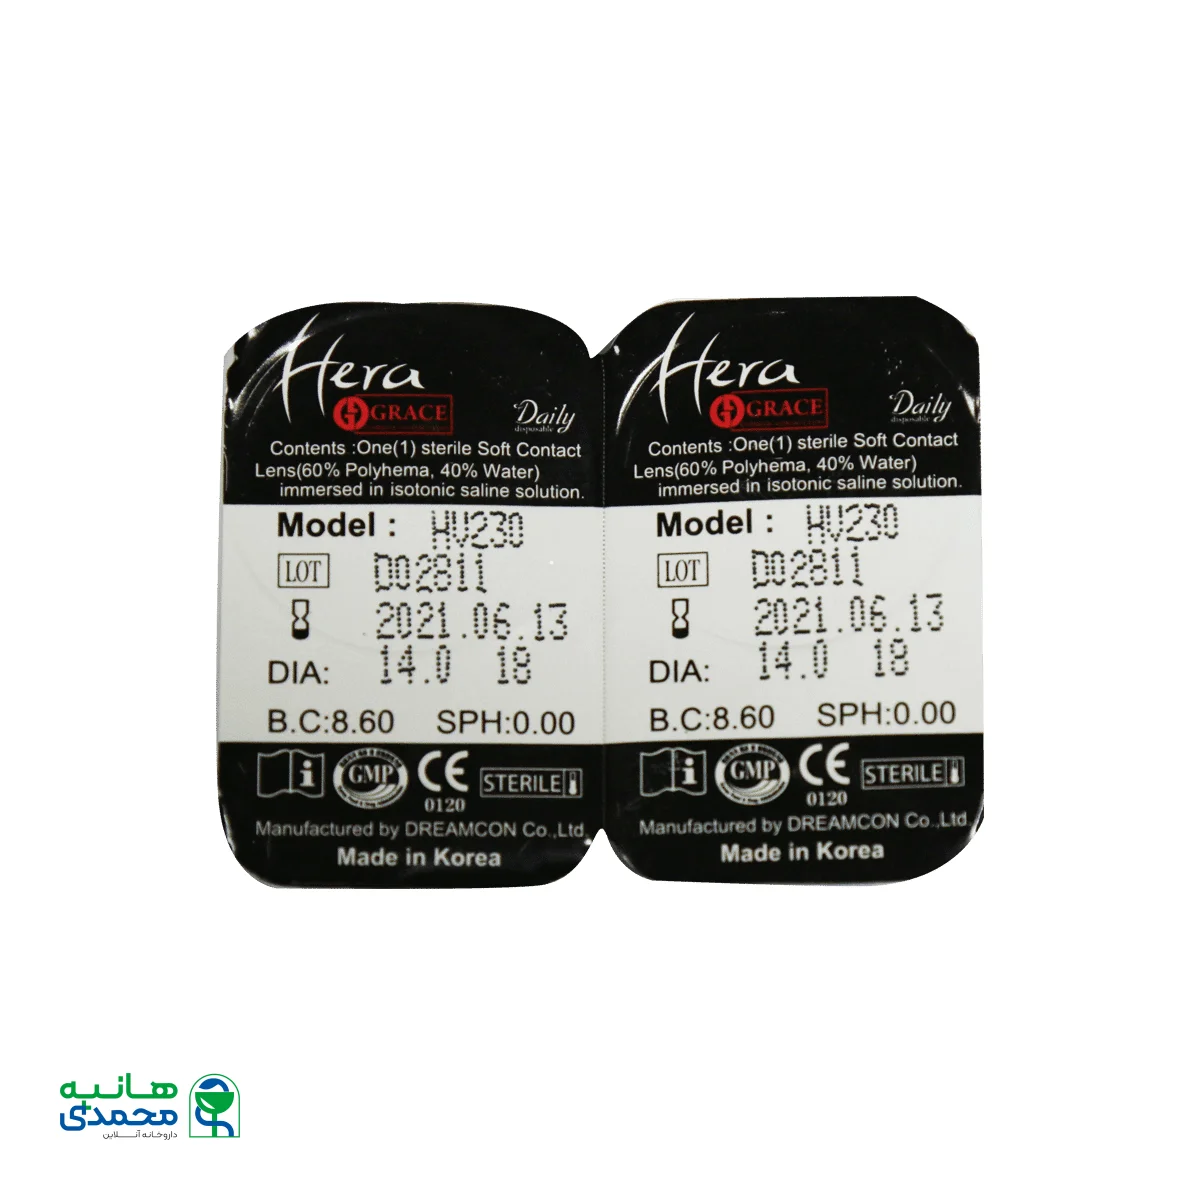 Hera
GRACE
Daily
disposable
Contents :One(1) sterile Soft Contact
Lens(60% Polyhema, 40% Water)
immersed in isotonic saline solution.
Model : HV230
LOT D02811
2021.06.13
DIA: 14.0 18
B.C:8.60 SPH:0.00
GMP CE 0120 STERILE
Manufactured by DREAMCON Co.,Ltd.
Made in Korea
Hera
GRACE
Daily
disposable
Contents :One(1) sterile Soft Contact
Lens(60% Polyhema, 40% Water)
immersed in isotonic saline solution.
Model : HV230
LOT D02811
2021.06.13
DIA: 14.0 18
B.C:8.60 SPH:0.00
GMP CE 0120 STERILE
Manufactured by DREAMCON Co.,Ltd.
Made in Korea
هانیه
محمدی
داروخانه آنلاین